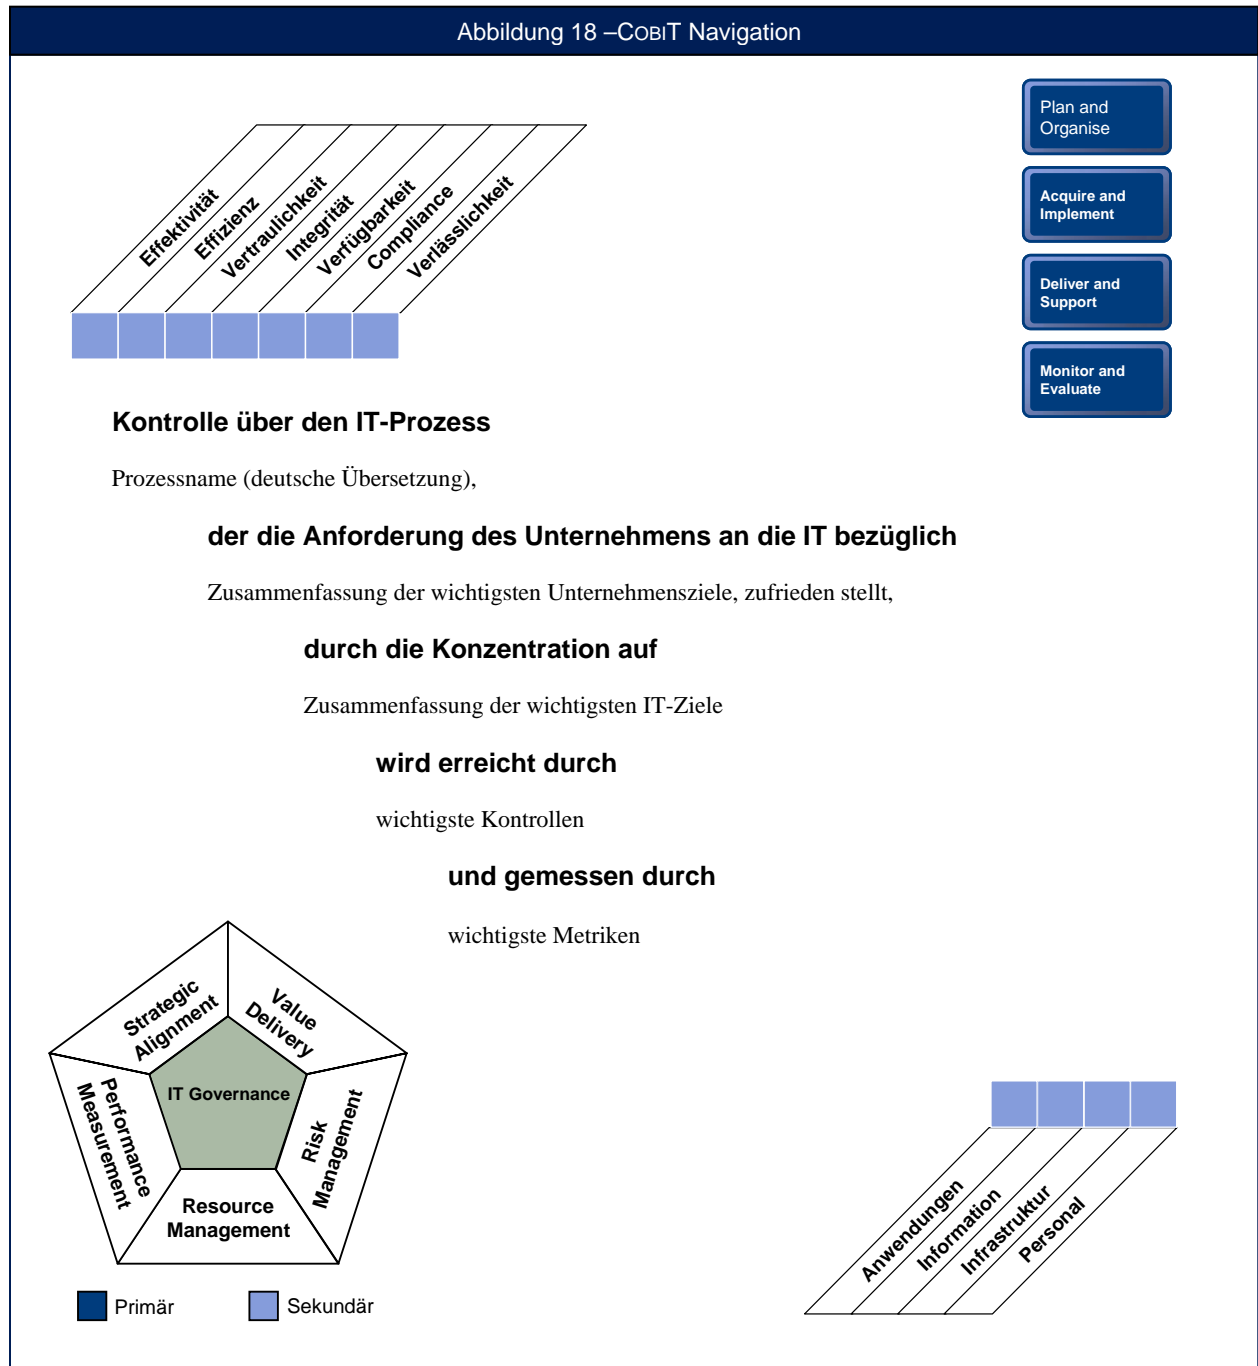 Abbildung 18 –COBIT Navigation
Effektivität
Effizienz
Vertraulichkeit
Integrität
Verfügbarkeit
Compliance
Verlässlichkeit
Plan and
Organise
Acquire and
Implement
Deliver and
Support
Monitor and
Evaluate
Kontrolle über den IT-Prozess
Prozessname (deutsche Übersetzung),
der die Anforderung des Unternehmens an die IT bezüglich
Zusammenfassung der wichtigsten Unternehmensziele, zufrieden stellt,
durch die Konzentration auf
Zusammenfassung der wichtigsten IT-Ziele
wird erreicht durch
wichtigste Kontrollen
und gemessen durch
wichtigste Metriken
Strategic
Alignment
Value
Delivery
IT Governance
Performance
Measurement
Risk
Management
Resource
Management
Primär
Sekundär
Anwendungen
Information
Infrastruktur
Personal